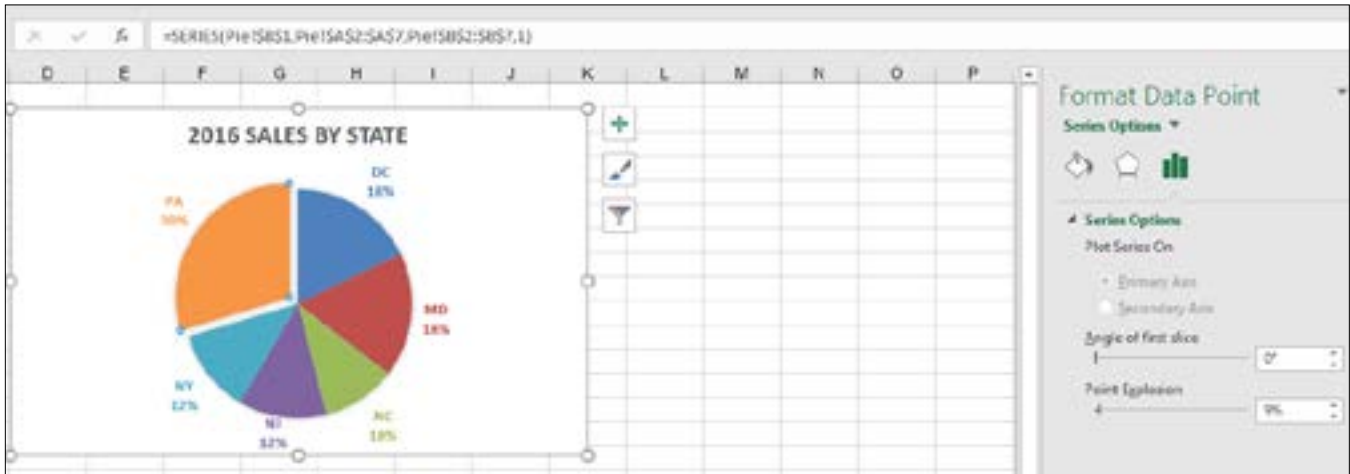 =SERIES(Pie!$B$1,Pie!$A$2:$A$7,Pie!$B$2:$B$7,1)
D E F G H I J K L M N O P
2016 SALES BY STATE
DC
18%
PA
30%
MD
18%
NY
12%
NJ
12%
NC
Format Data Point
Series Options
Series Options
Plot Series On
Primary Axis
Secondary Axis
Angle of first slice
0°
Point Explosion
9%